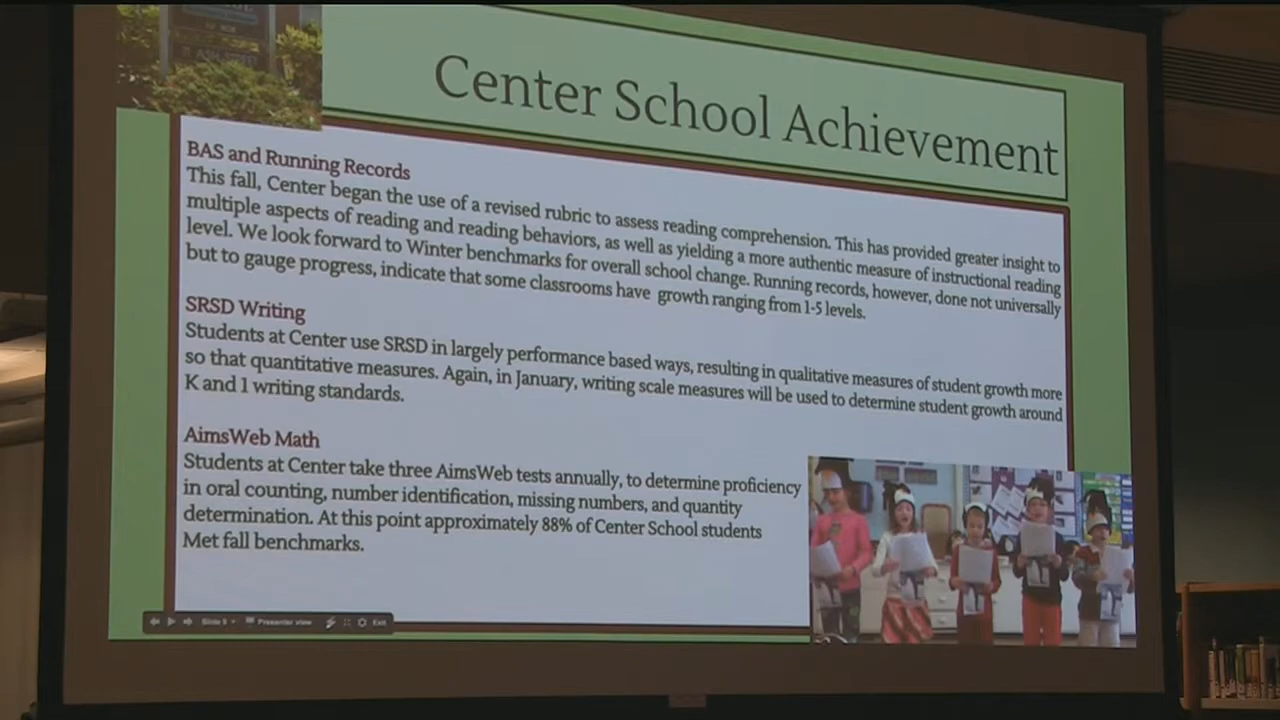 Center School Achievement
BAS and Running Records
This fall, Center began the use of a revised rubric to assess reading comprehension. This has provided greater insight to
multiple aspects of reading and reading behaviors, as well as yielding a more authentic measure of instructional reading
level. We look forward to Winter benchmarks for overall school change. Running records, however, done not universally
but to gauge progress, indicate that some classrooms have growth ranging from 1-5 levels.
SRSD Writing
Students at Center use SRSD in largely performance based ways, resulting in qualitative measures of student growth more
so that quantitative measures. Again, in January, writing scale measures will be used to determine student growth around
K and 1 writing standards.
AimsWeb Math
Students at Center take three AimsWeb tests annually, to determine proficiency
in oral counting, number identification, missing numbers, and quantity
determination. At this point approximately 88% of Center School students
Met fall benchmarks.
Slide 5 Presenter view Exit